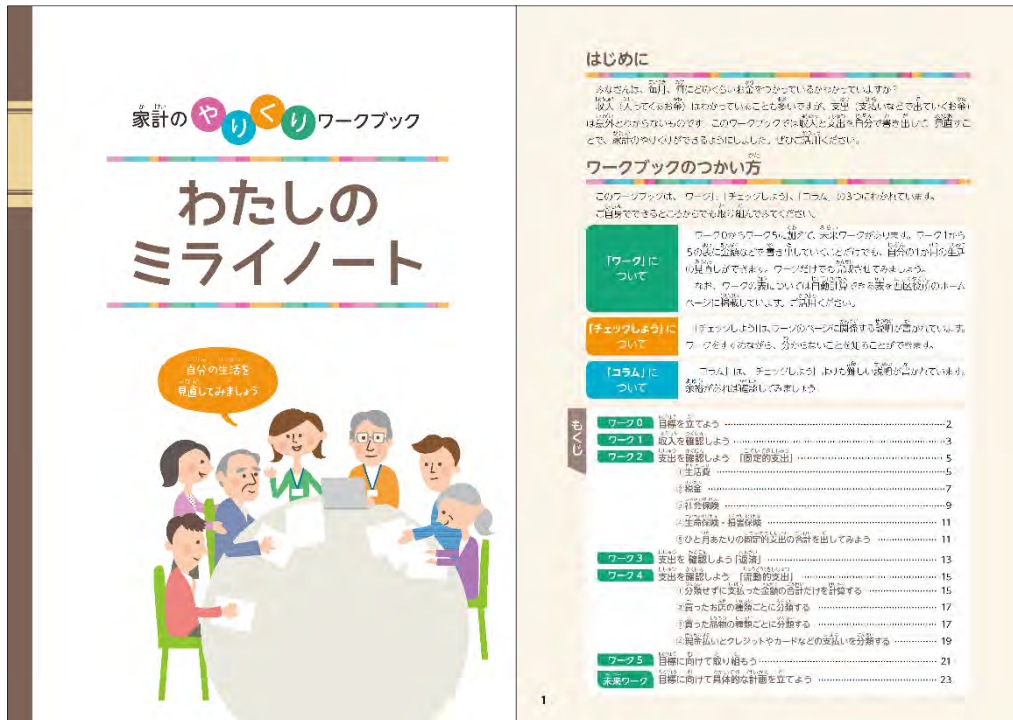 家計のやりくりワークブック
わたしの
ミライノート
自分の生活を
見直してみましょう
はじめに
みなさんは、毎月、何にどのくらいお金をつかっているかわかっていますか？
収入（入ってくるお金）はわかっていることも多いですが、支出（支払いなどで出ていくお金）
は意外とわからないものです。このワークブックでは収入と支出を自分で書き出して、見直すこ
とで、家計のやりくりができるようにしました。ぜひご活用ください。
ワークブックのつかい方
このワークブックは、「ワーク」、「チェックしよう」、「コラム」の3つにわかれています。
ご自身でできるところからでも取り組んでみてください。
「ワーク」に
ついて
ワーク0からワーク5に加えて、未来ワークがあります。ワーク1から
5の表に金額などを書き出していくことだけでも、自分の1か月の生活
の見直しができます。ワークだけでも完成させてみましょう。
なお、ワークの表については自動計算できる表を西区役所のホーム
ページに掲載しています。ご活用ください。
「チェックしよう」に
ついて
「チェックしよう」は、ワークのページに関係する説明が書かれています。
ワークをすすめながら、分からないことを知ることができます。
「コラム」に
ついて
「コラム」は、「チェックしよう」よりも難しい説明が書かれています。
余裕があれば確認してみましょう
もくじ
ワーク0 目標を立てよう 2
ワーク1 収入を確認しよう 3
ワーク2 支出を確認しよう 「固定的支出」 5
①生活費 5
②税金 7
③社会保険 9
④生命保険・損害保険 11
⑤ひと月あたりの固定的支出の合計を出してみよう 11
ワーク3 支出を確認しよう「返済」 13
ワーク4 支出を確認しよう 「流動的支出」 15
①分類せずに支払った金額の合計だけを計算する 15
②買ったお店の種類ごとに分類する 17
③買った品物の種類ごとに分類する 17
④現金払いとクレジットやカードなどの支払いを分類する 19
ワーク5 目標に向けて取り組もう 21
未来ワーク 目標に向けて具体的な計画を立てよう 23
1